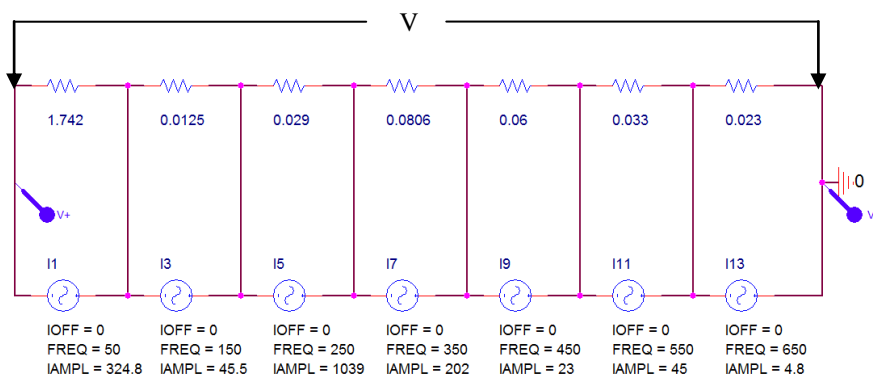 V
1.742 0.0125 0.029 0.0806 0.06 0.033 0.023
0
V+ V
I1 I3 I5 I7 I9 I11 I13
IOFF = 0 IOFF = 0 IOFF = 0 IOFF = 0 IOFF = 0 IOFF = 0 IOFF = 0
FREQ = 50 FREQ = 150 FREQ = 250 FREQ = 350 FREQ = 450 FREQ = 550 FREQ = 650
IAMPL = 324.8 IAMPL = 45.5 IAMPL = 1039 IAMPL = 202 IAMPL = 23 IAMPL = 45 IAMPL = 4.8